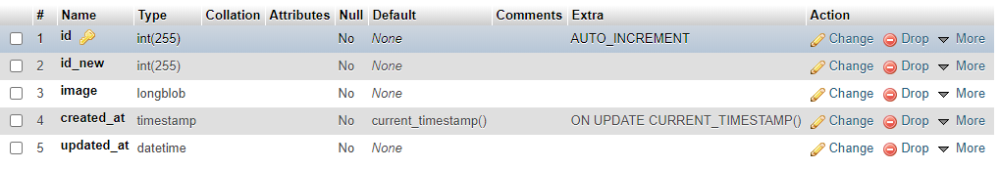 # Name Type Collation Attributes Null Default Comments Extra Action
1 id int(255) No None AUTO_INCREMENT Change Drop More
2 id_new int(255) No None Change Drop More
3 image longblob No None Change Drop More
4 created_at timestamp No current_timestamp() ON UPDATE CURRENT_TIMESTAMP() Change Drop More
5 updated_at datetime No None Change Drop More